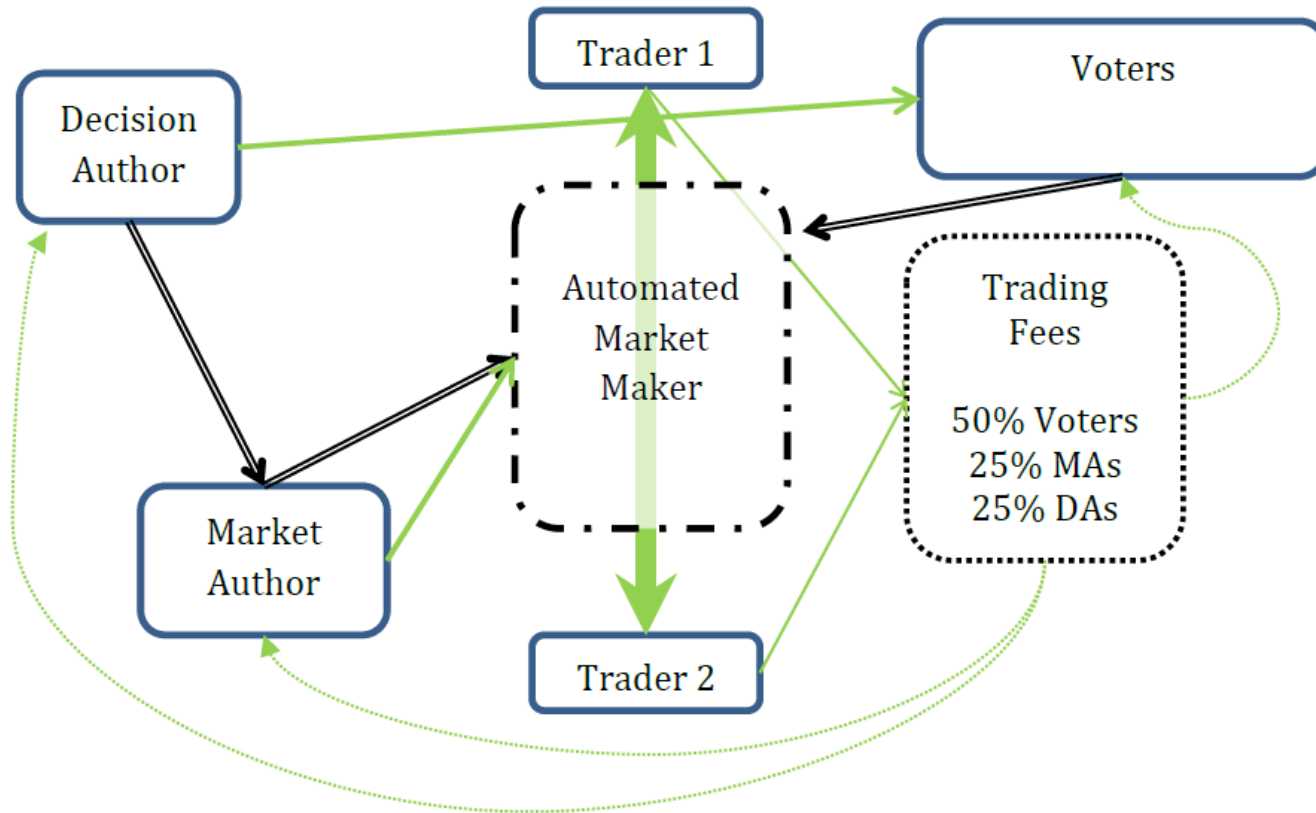 Trader 1
Voters
Decision
Author
Automated
Market
Maker
Trading
Fees
50% Voters
25% MAs
25% DAs
Market
Author
Trader 2